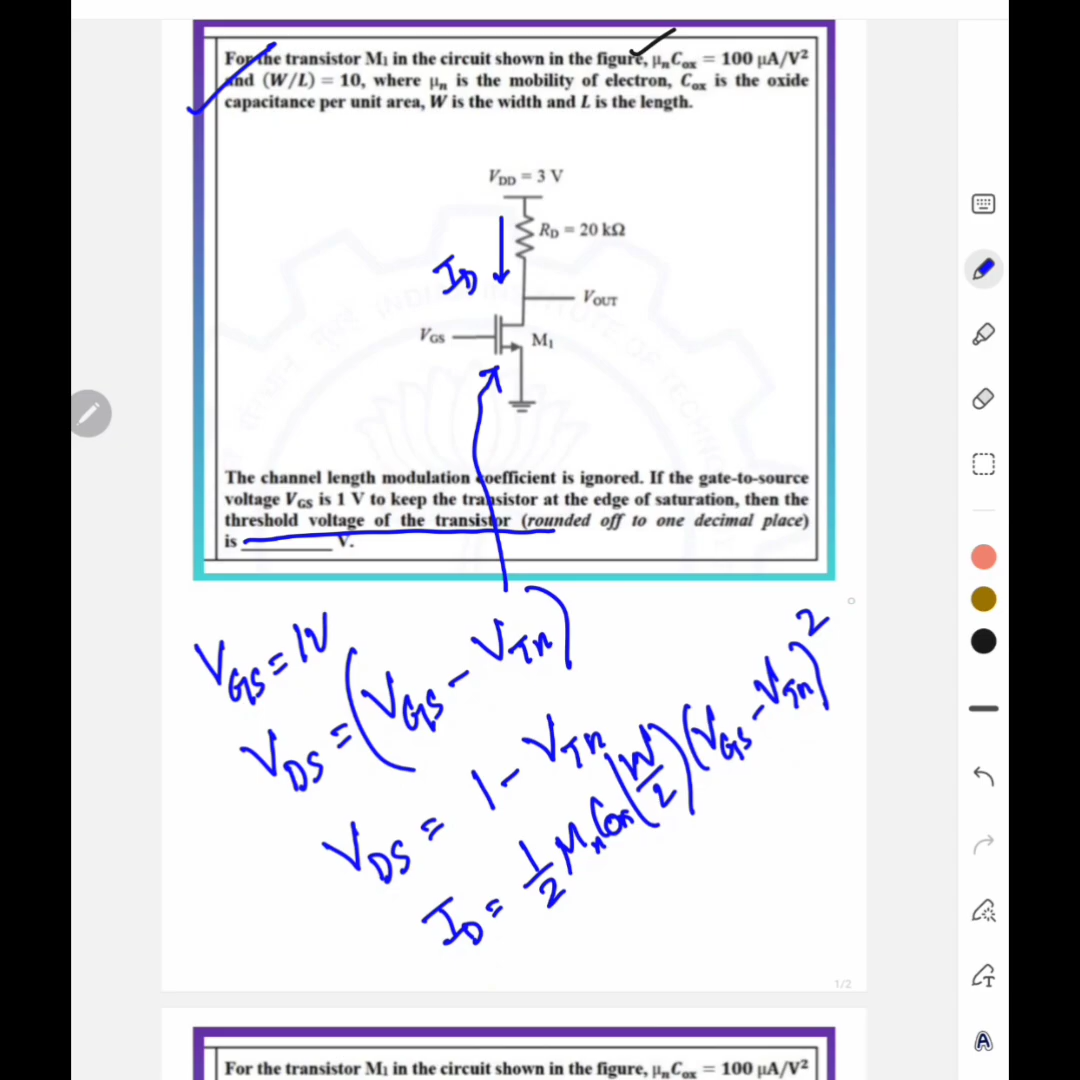 For the transistor M₁ in the circuit shown in the figure, μₙCₒₓ = 100 μA/V²
and (W/L) = 10, where μₙ is the mobility of electron, Cₒₓ is the oxide
capacitance per unit area, W is the width and L is the length.
V_DD = 3 V
R_D = 20 kΩ
I_D
V_OUT
V_GS
M₁
The channel length modulation coefficient is ignored. If the gate-to-source
voltage V_GS is 1 V to keep the transistor at the edge of saturation, then the
threshold voltage of the transistor (rounded off to one decimal place)
is __________ V.
V_GS = 1V
V_DS = (V_GS - V_Tn)
V_DS = 1 - V_Tn
I_D = 1/2 μₙ Cox (W/2) (V_GS - V_Tn)²
1/2
For the transistor M₁ in the circuit shown in the figure, μₙCₒₓ = 100 μA/V²